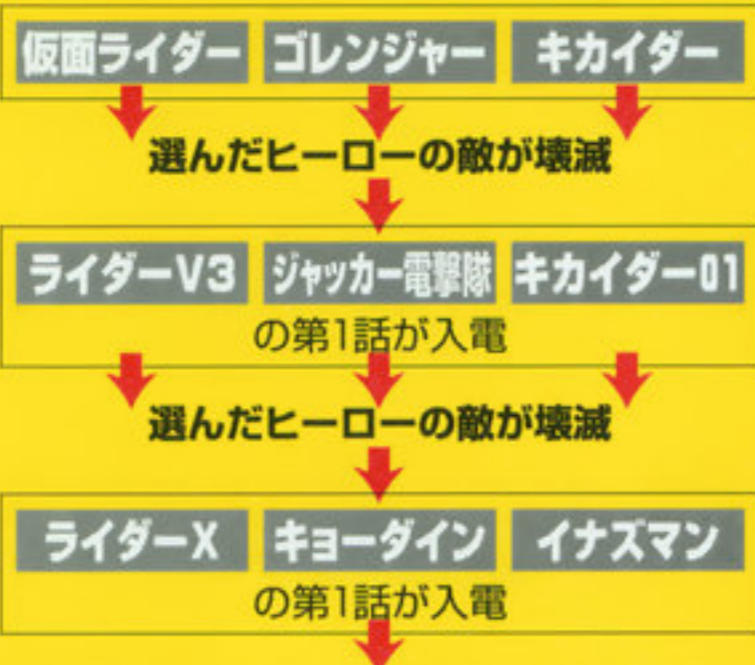 仮面ライダー ゴレンジャー キカイダー
選んだヒーローの敵が壊滅
ライダーV3 ジャッカー電撃隊 キカイダー01
の第1話が入電
選んだヒーローの敵が壊滅
ライダーX キョーダイン イナズマン
の第1話が入電